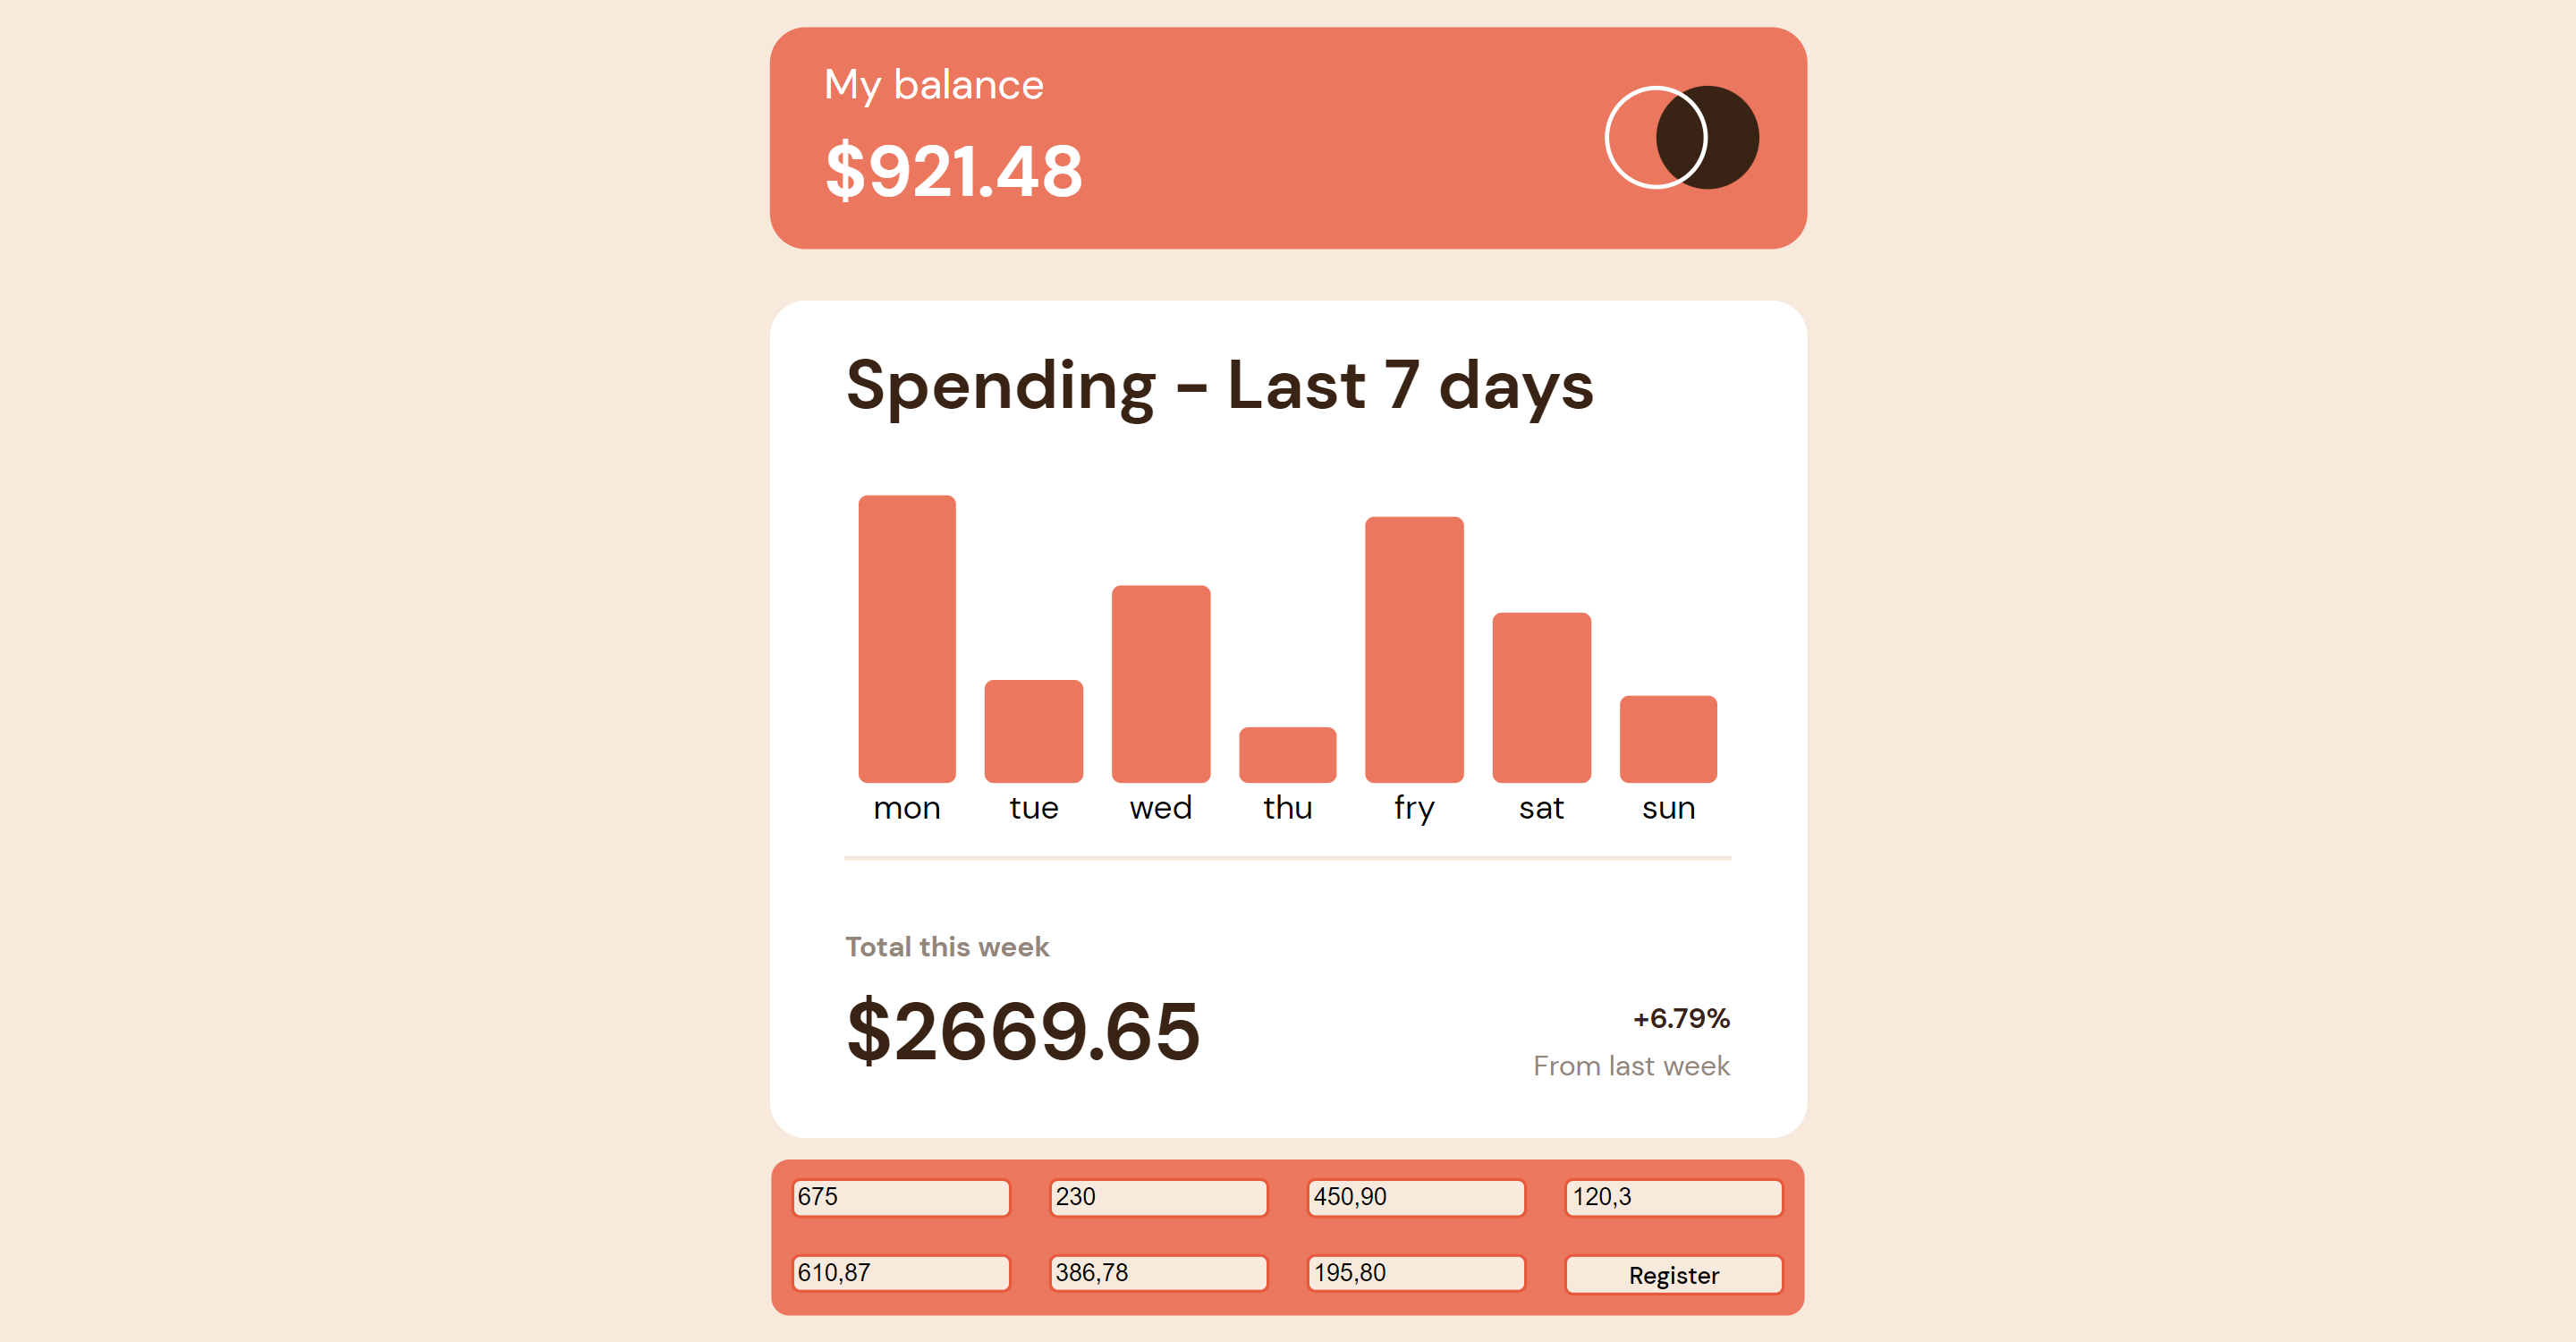 My balance
$921.48
Spending - Last 7 days
mon tue wed thu fry sat sun
Total this week
$2669.65
+6.79%
From last week
675 230 450,90 120,3
610,87 386,78 195,80 Register